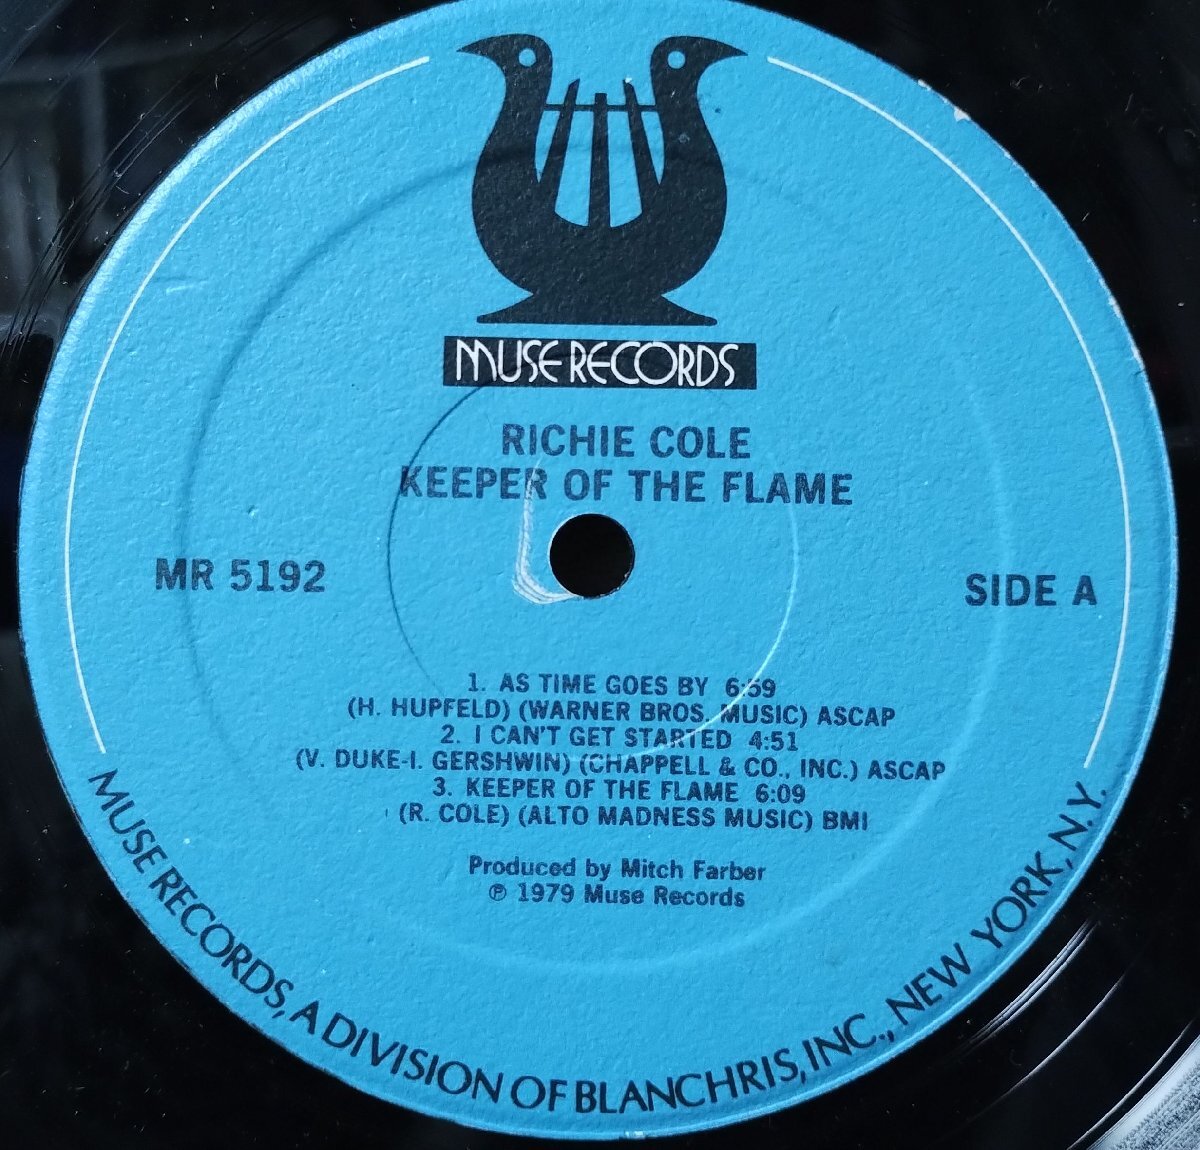 MUSE RECORDS
RICHIE COLE
KEEPER OF THE FLAME
MR 5192
SIDE A
1. AS TIME GOES BY 6:59
(H. HUPFELD) (WARNER BROS. MUSIC) ASCAP
2. I CAN'T GET STARTED 4:51
(V. DUKE-I. GERSHWIN) (CHAPPELL & CO., INC.) ASCAP
3. KEEPER OF THE FLAME 6:09
(R. COLE) (ALTO MADNESS MUSIC) BMI
Produced by Mitch Farber
℗ 1979 Muse Records
MUSE RECORDS, A DIVISION OF BLANCHRIS, INC., NEW YORK, N.Y.